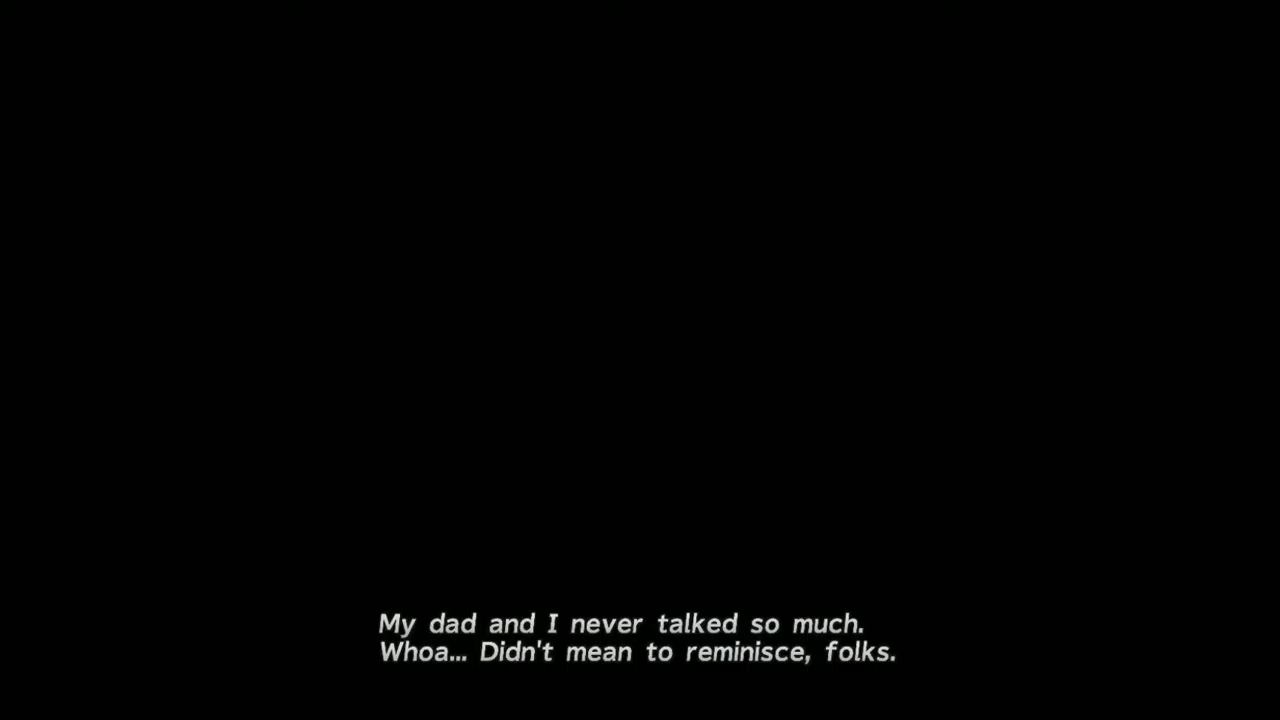 My dad and I never talked so much.
Whoa... Didn't mean to reminisce, folks.